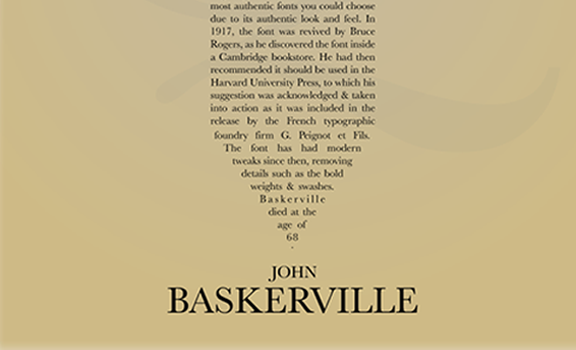 most authentic fonts you could choose
due to its authentic look and feel. In
1917, the font was revived by Bruce
Rogers, as he discovered the font inside
a Cambridge bookstore. He had then
recommended it should be used in the
Harvard University Press, to which his
suggestion was acknowledged & taken
into action as it was included in the
release by the French typographic
foundry firm G. Peignot et Fils.
The font has had modern
tweaks since then, removing
details such as the bold
weights & swashes.
Baskerville
died at the
age of
68
.
JOHN
BASKERVILLE